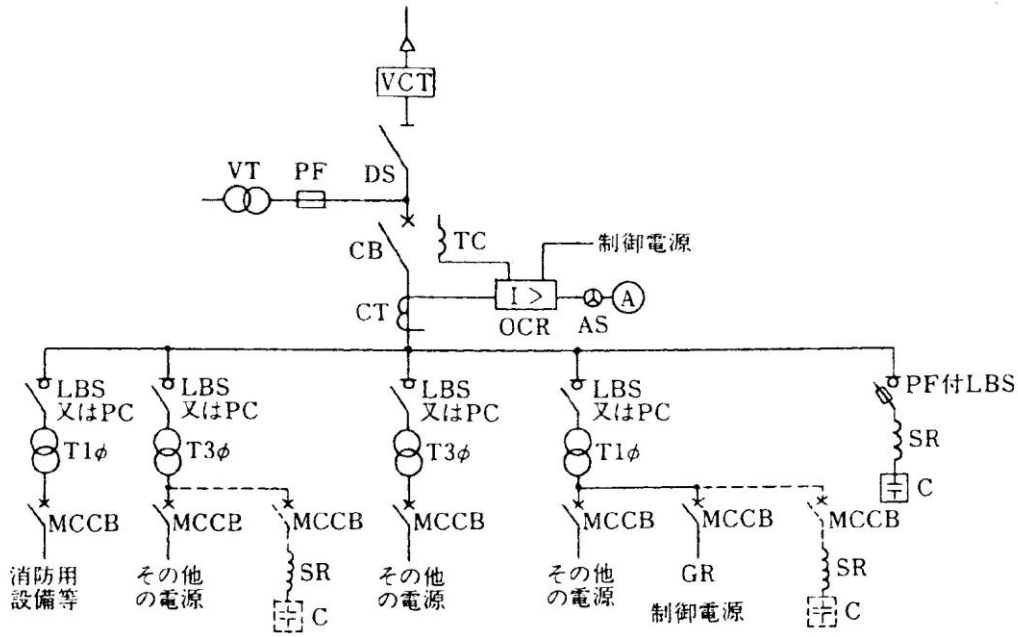 VCT
DS
VT
PF
CB
TC
制御電源
CT
I >
OCR
AS
A
LBS
又はPC
T1φ
MCCB
消防用
設備等
LBS
又はPC
T3φ
MCCB
その他
の電源
MCCB
SR
C
LBS
又はPC
T3φ
MCCB
その他
の電源
LBS
又はPC
T1φ
MCCB
その他
の電源
MCCB
GR
制御電源
MCCB
SR
C
PF付LBS
SR
C